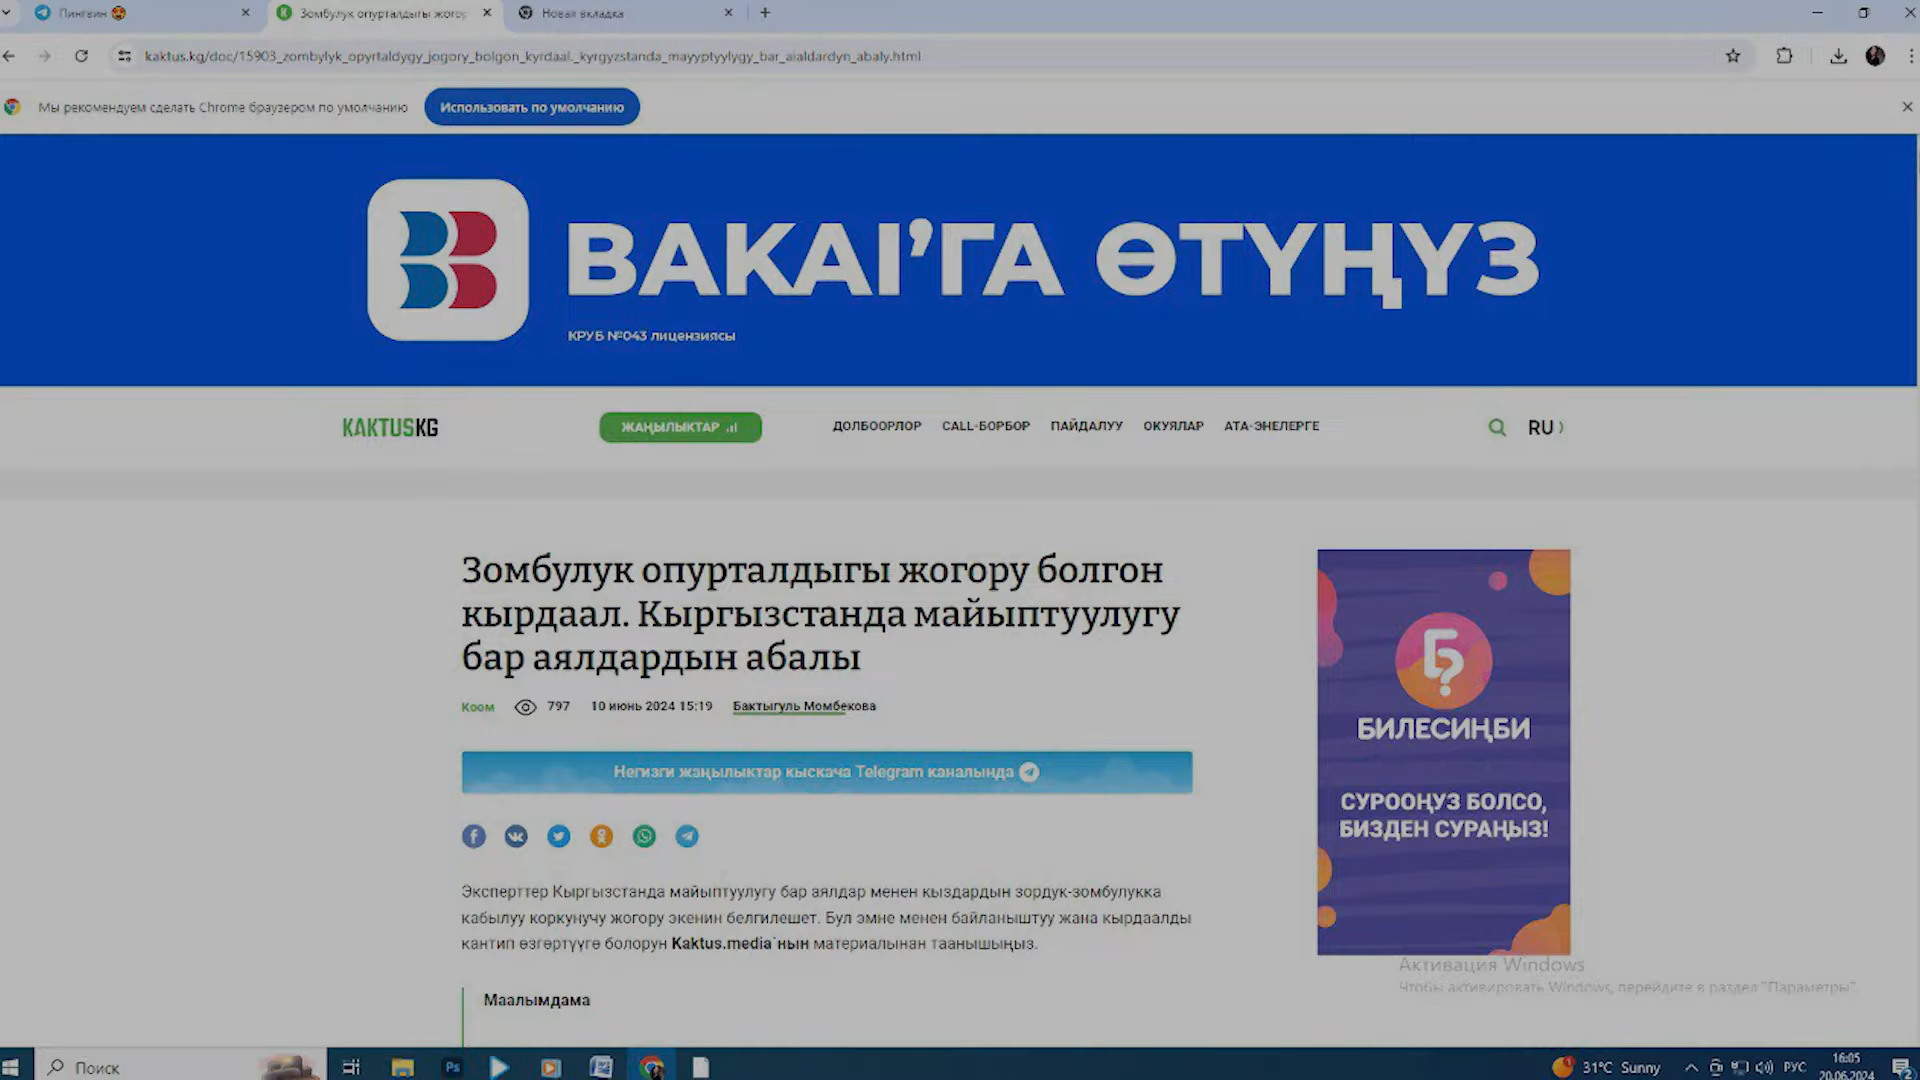 Пингвин
Зомбулук опурталдыгы жогор
Новая вкладка
kaktus.kg/doc/15903_zombylyk_opyrtaldygy_jogory_bolgon_kyrdaal._kyrgyzstanda_mayyptyylygy_bar_aialdardyn_abaly.html
Мы рекомендуем сделать Chrome браузером по умолчанию
Использовать по умолчанию
BAKAI’ГА ӨТҮҢҮЗ
КРУБ №043 лицензиясы
KAKTUSKG
ЖАҢЫЛЫКТАР
ДОЛБООРЛОР CALL-БОРБОР ПАЙДАЛУУ ОКУЯЛАР АТА-ЭНЕЛЕРГЕ
RU
Зомбулук опурталдыгы жогору болгон
кырдаал. Кыргызстанда майыптуулугу
бар аялдардын абалы
Коом 797 10 июнь 2024 15:19 Бактыгуль Момбекова
Негизги жаңылыктар кыскача Telegram каналында
Эксперттер Кыргызстанда майыптуулугу бар аялдар менен кыздардын зордук-зомбулукка
кабылуу коркунучу жогору экенин белгилешет. Бул эмне менен байланыштуу жана кырдаалды
кантип өзгөртүүгө болорун Kaktus.media`нын материалынан таанышыңыз.
Маалымдама
Б?
БИЛЕСИҢБИ
СУРООҢУЗ БОЛСО,
БИЗДЕН СУРАҢЫЗ!
Активация Windows
Чтобы активировать Windows, перейдите в раздел "Параметры".
Поиск
Ps
31°C Sunny
РУС
16:05
20.06.2024
2